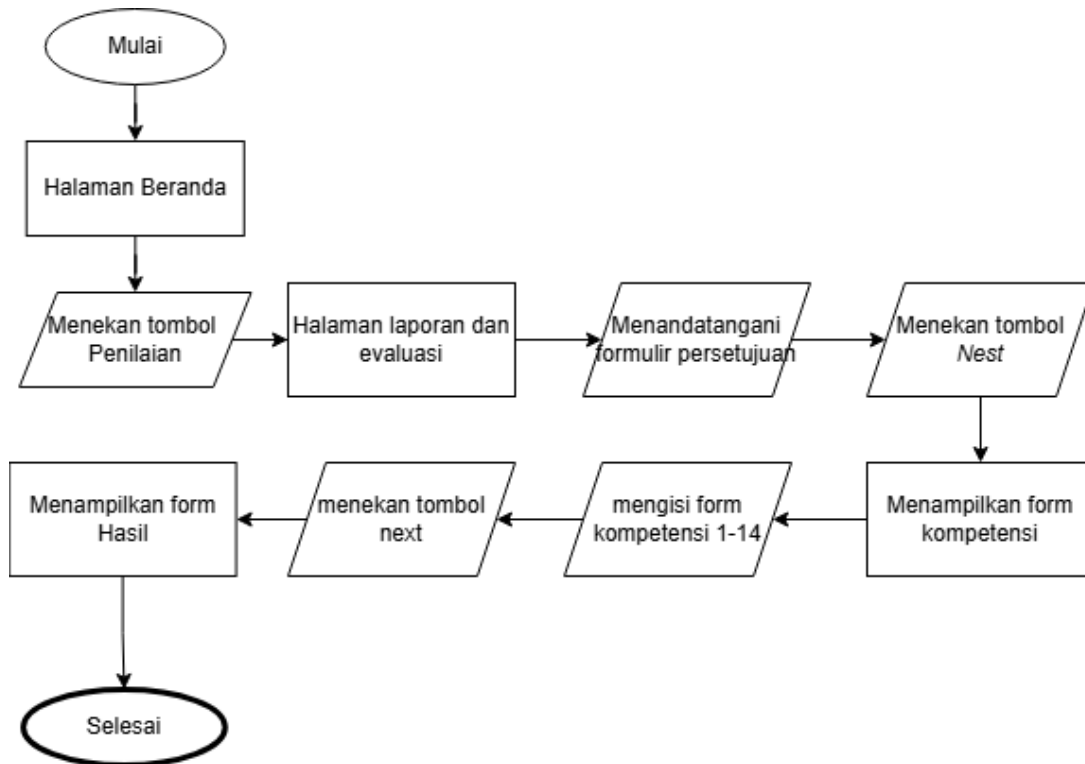 Mulai
Halaman Beranda
Menekan tombol
Penilaian
Halaman laporan dan
evaluasi
Menandatangani
formulir persetujuan
Menekan tombol
Nest
Menampilkan form
kompetensi
mengisi form
kompetensi 1-14
menekan tombol
next
Menampilkan form
Hasil
Selesai